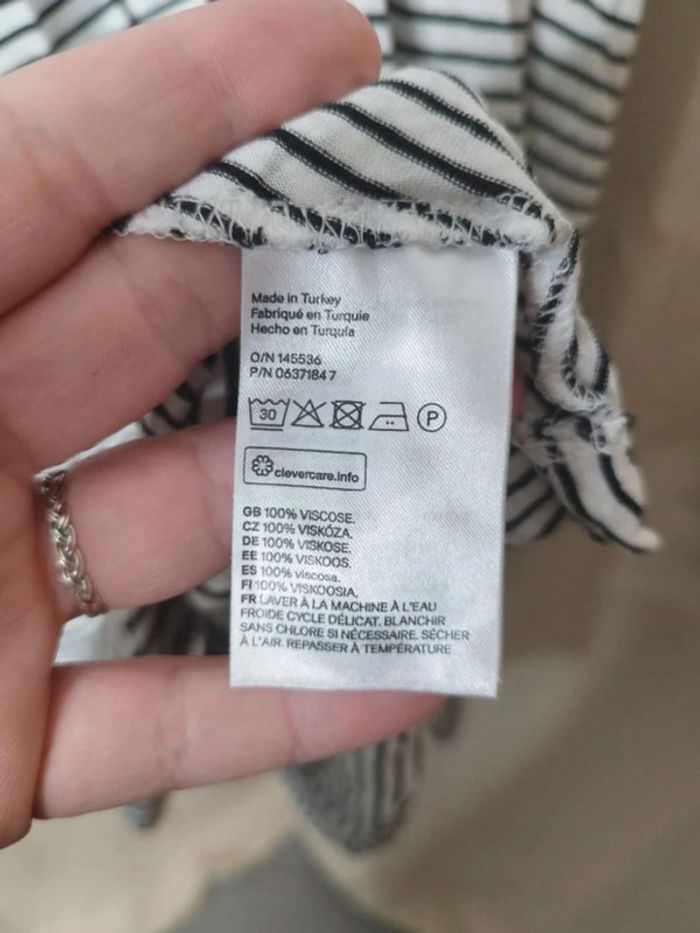 Made in Turkey
Fabriqué en Turquie
Hecho en Turquía
O/N 145536
P/N 0637184 7
30
P
clevercare.info
GB 100% VISCOSE.
CZ 100% VISKÓZA.
DE 100% VISKOSE.
EE 100% VISKOOS.
ES 100% viscosa.
FI 100% VISKOOSIA.
FR LAVER À LA MACHINE À L'EAU
FROIDE CYCLE DÉLICAT. BLANCHIR
SANS CHLORE SI NÉCESSAIRE. SÉCHER
À L'AIR. REPASSER À TEMPÉRATURE